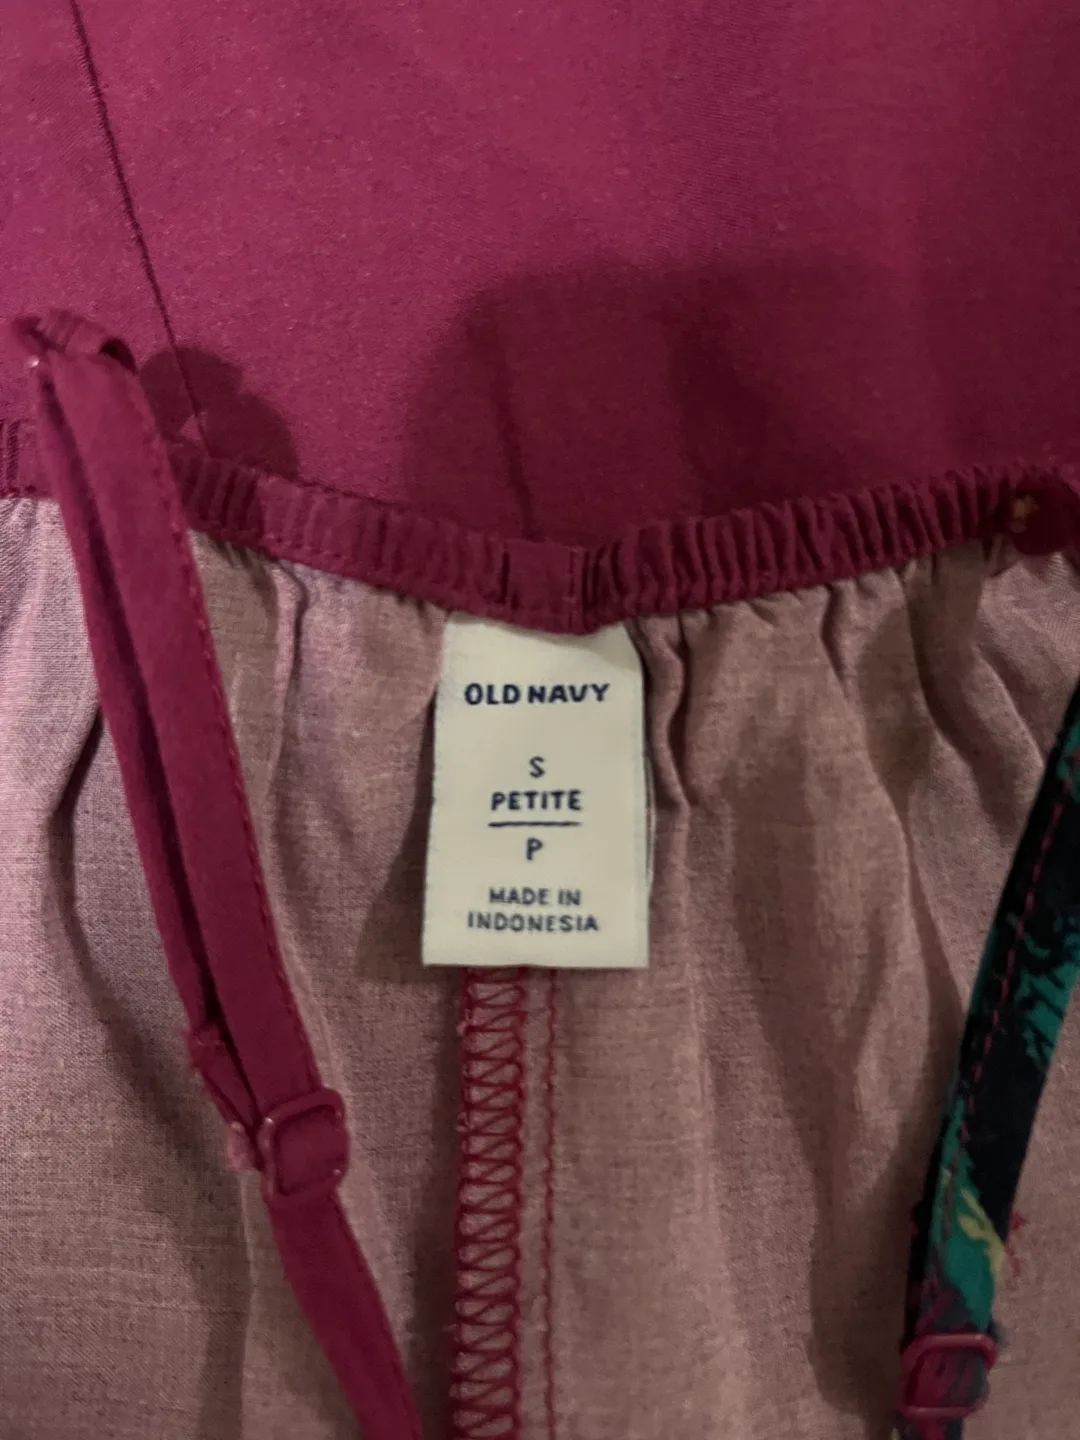 OLD NAVY
S
PETITE
P
MADE IN
INDONESIA